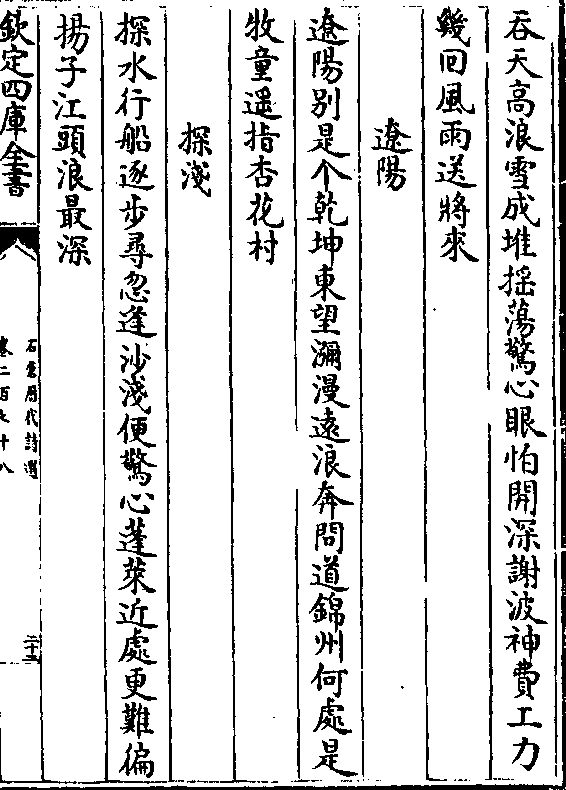 吞天高浪雪成堆揺蕩驚心眼怕開深謝波神費工力
幾回風雨送將來
遼陽
遼陽别是个乾坤東望瀰漫遠浪奔問道錦州何處是
牧童遥指杏花村
探淺
探水行船逐步尋忽逢沙淺便驚心蓬萊近處更難偏
揚子江頭浪最深
欽定四庫全書
石倉歴代詩選
卷二百七十八
二十二